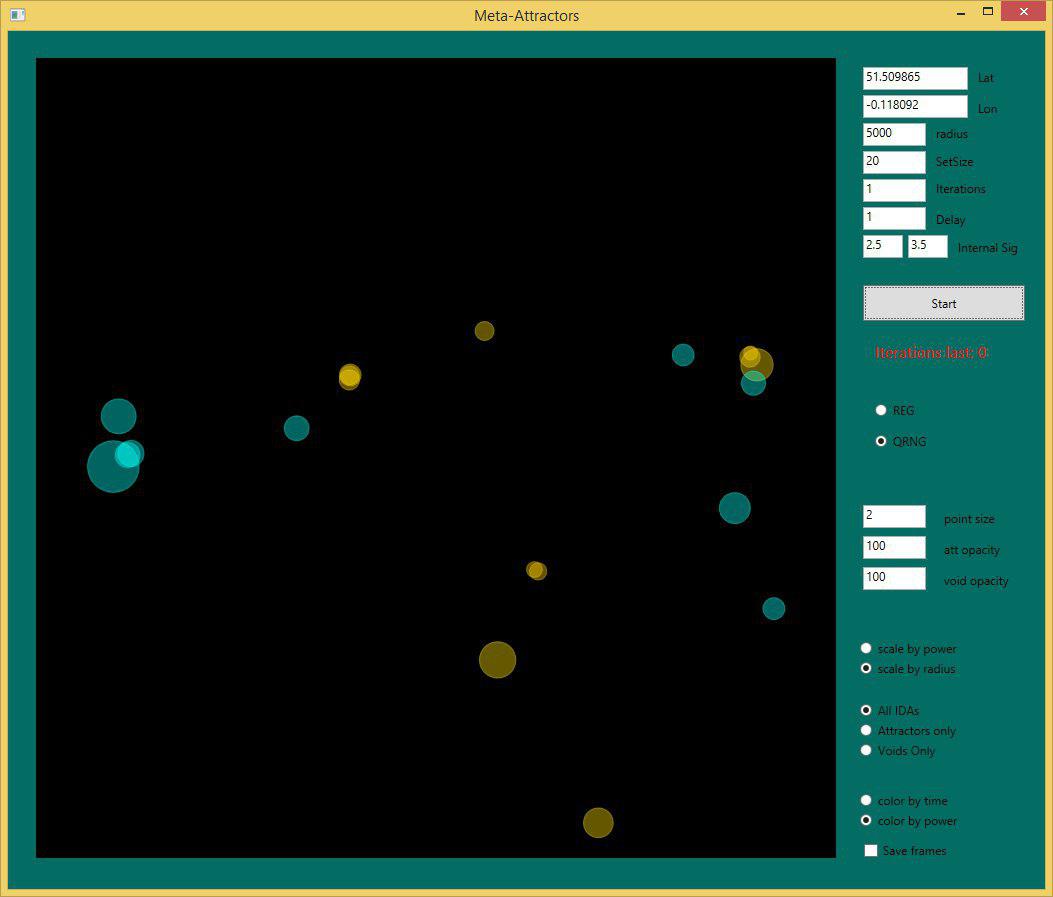 Meta-Attractors
51.509865 Lat
-0.118092 Lon
5000 radius
20 SetSize
1 Iterations
1 Delay
2.5 3.5 Internal Sig
Start
Iterations last: 0
REG
QRNG
2 point size
100 att opacity
100 void opacity
scale by power
scale by radius
All IDAs
Attractors only
Voids Only
color by time
color by power
Save frames